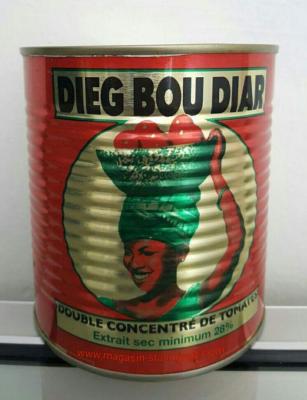 DIEG BOU DIAR
DOUBLE CONCENTRÉ DE TOMATES
Extrait sec minimum 28%